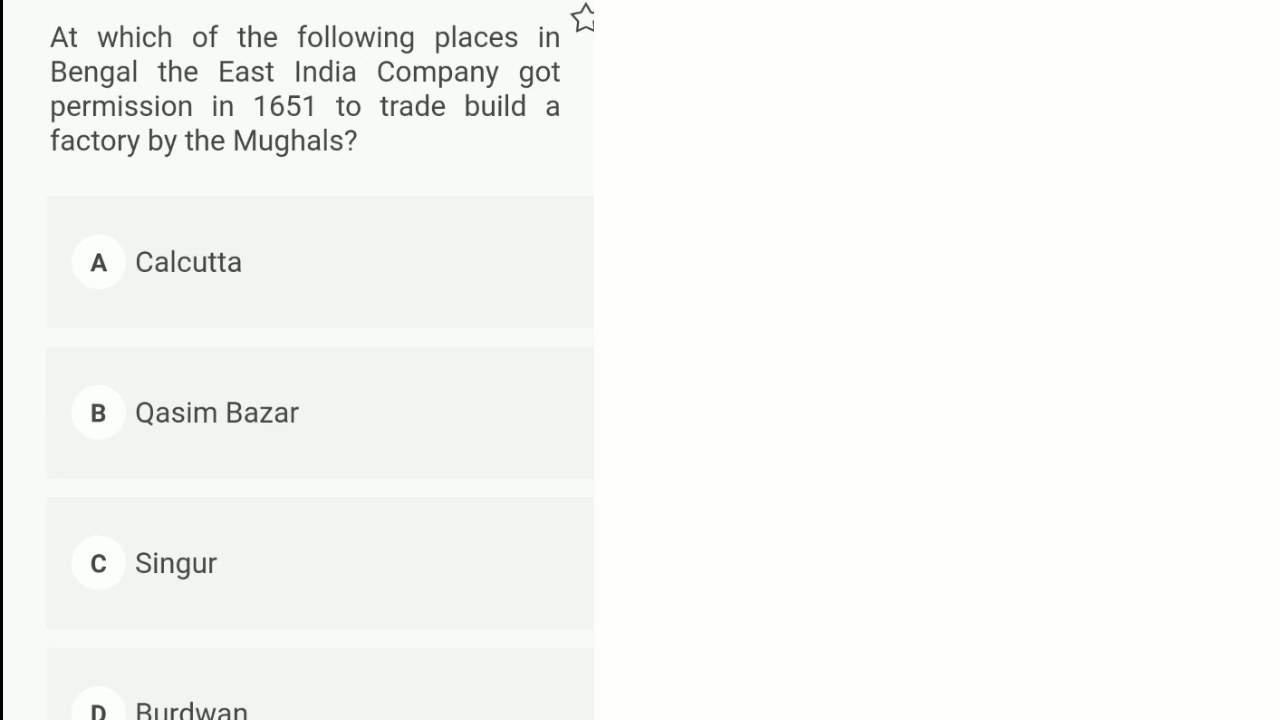 At which of the following places in
Bengal the East India Company got
permission in 1651 to trade build a
factory by the Mughals?
A Calcutta
B Qasim Bazar
C Singur
D Burdwan